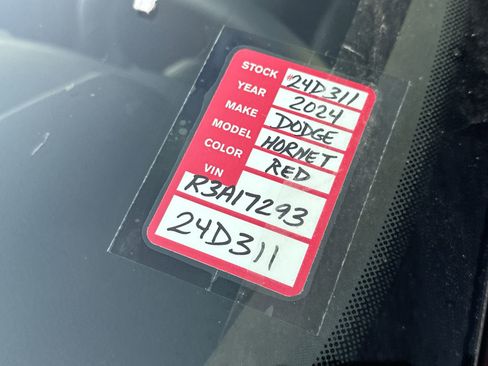 STOCK #24D311
YEAR 2024
MAKE DODGE
MODEL HORNET
COLOR RED
VIN
R3A17293
24D311